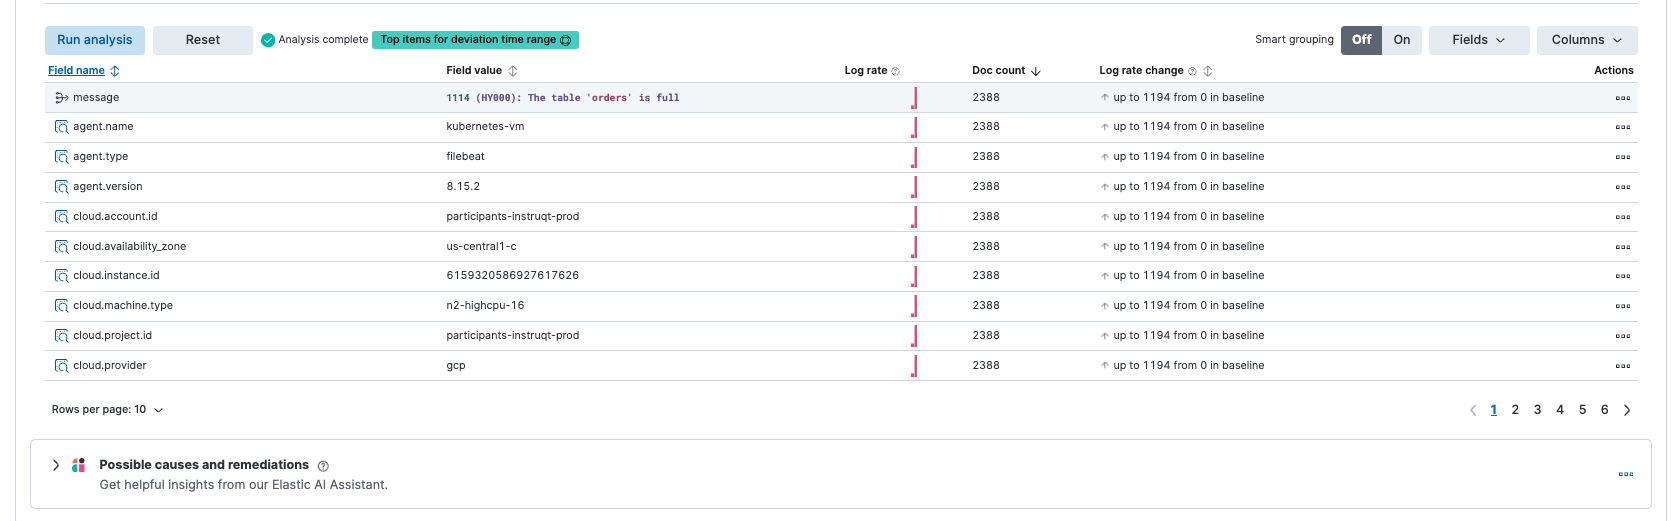 Run analysis Reset Analysis complete Top items for deviation time range Smart grouping Off On Fields Columns
Field name Field value Log rate Doc count Log rate change Actions
message 1114 (HY000): The table 'orders' is full 2388 up to 1194 from 0 in baseline
agent.name kubernetes-vm 2388 up to 1194 from 0 in baseline
agent.type filebeat 2388 up to 1194 from 0 in baseline
agent.version 8.15.2 2388 up to 1194 from 0 in baseline
cloud.account.id participants-instruqt-prod 2388 up to 1194 from 0 in baseline
cloud.availability_zone us-central1-c 2388 up to 1194 from 0 in baseline
cloud.instance.id 6159320586927617626 2388 up to 1194 from 0 in baseline
cloud.machine.type n2-highcpu-16 2388 up to 1194 from 0 in baseline
cloud.project.id participants-instruqt-prod 2388 up to 1194 from 0 in baseline
cloud.provider gcp 2388 up to 1194 from 0 in baseline
Rows per page: 10 1 2 3 4 5 6
Possible causes and remediations
Get helpful insights from our Elastic AI Assistant.